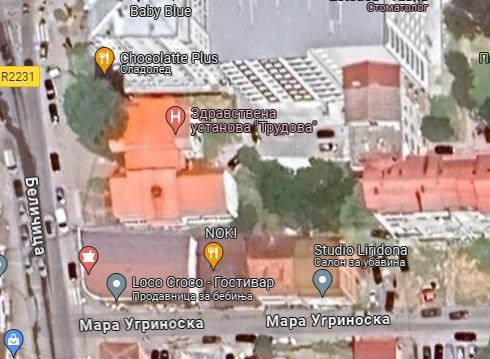 Стоматолог
Baby Blue
Chocolatte Plus
Сладолед
R2231
Здравствена
установа "Трудова"
Беличица
NOKI
Studio Liridona
Салон за убавина
Loco Croco - Гостивар
Продавница за бебиња
Мара Угриноска
Мара Угриноска